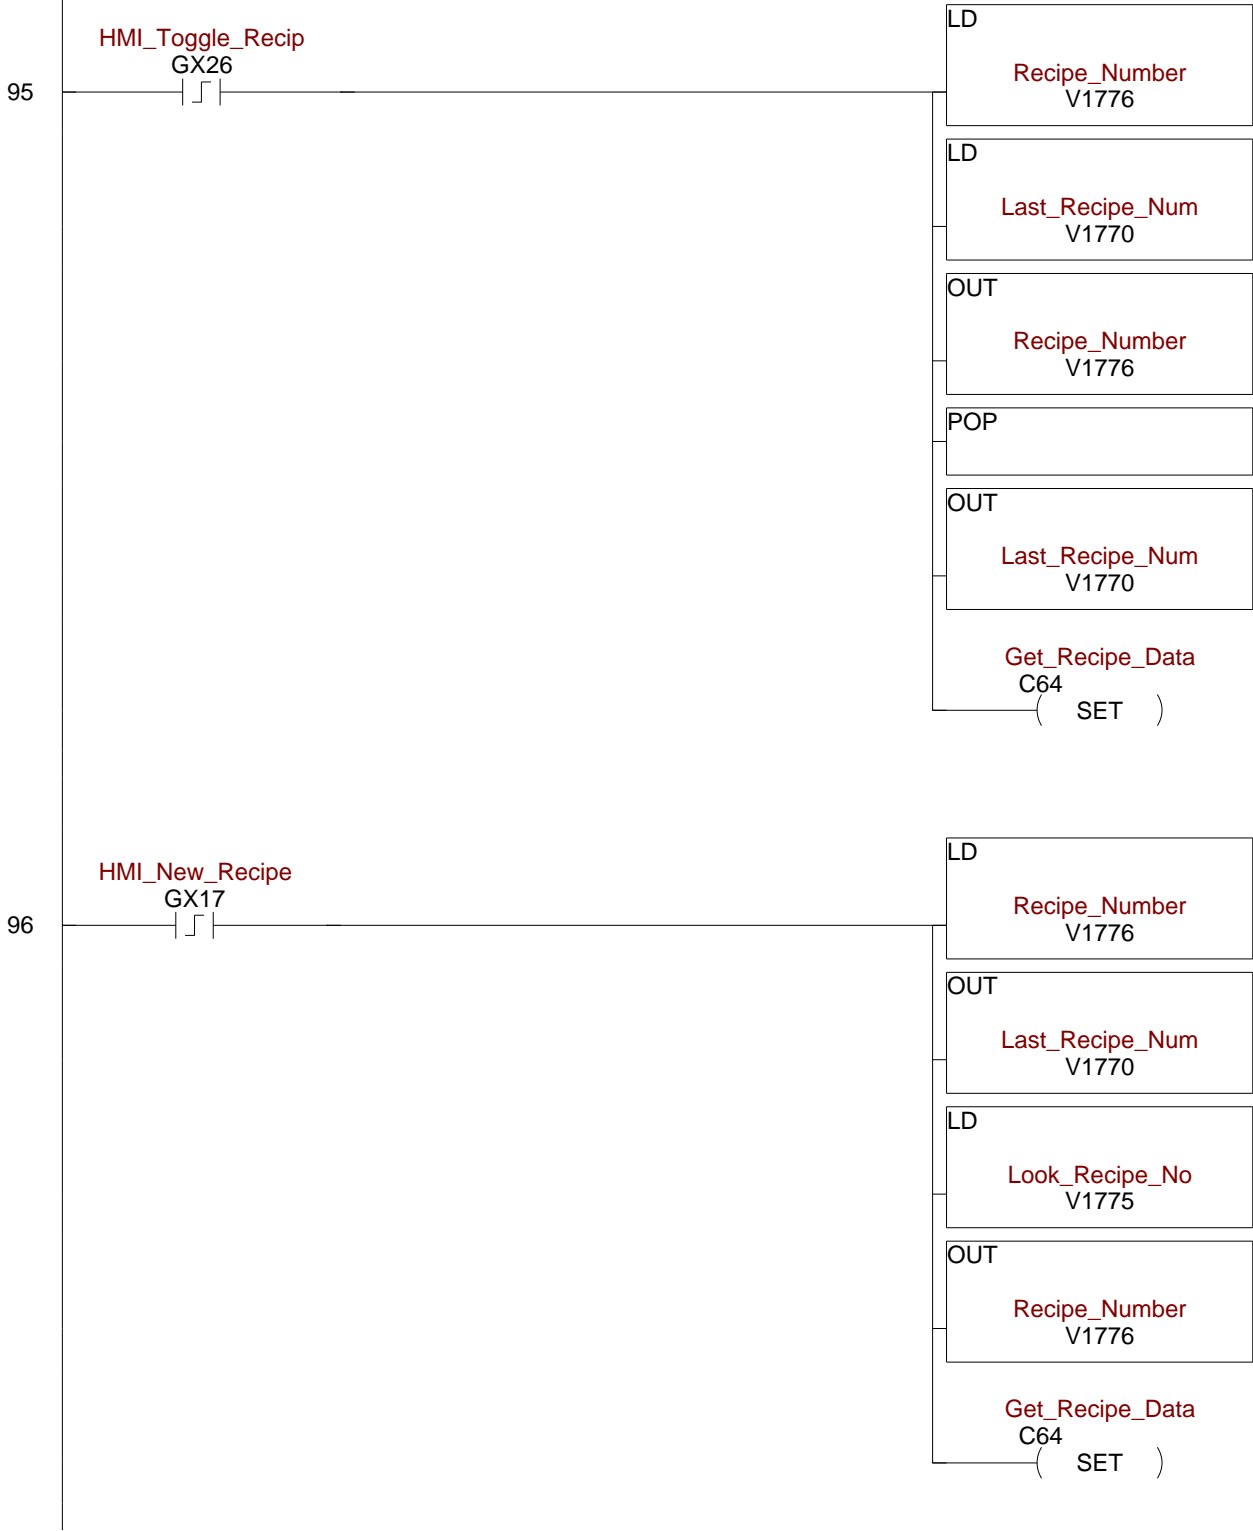 HMI_Toggle_Recip
GX26
95
LD
Recipe_Number
V1776
LD
Last_Recipe_Num
V1770
OUT
Recipe_Number
V1776
POP
OUT
Last_Recipe_Num
V1770
Get_Recipe_Data
C64
SET
HMI_New_Recipe
GX17
96
LD
Recipe_Number
V1776
OUT
Last_Recipe_Num
V1770
LD
Look_Recipe_No
V1775
OUT
Recipe_Number
V1776
Get_Recipe_Data
C64
SET